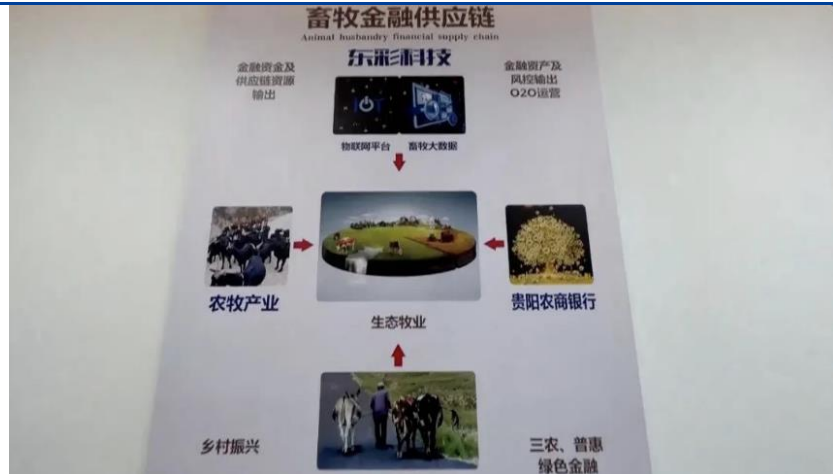 畜牧金融供应链
Animal husbandry financial supply chain
东彩科技
金融资金及
供应链资源
输出
金融资产及
风控输出
O2O运营
IOT
物联网平台
畜牧大数据
农牧产业
贵阳农商银行
生态牧业
乡村振兴
三农、普惠
绿色金融